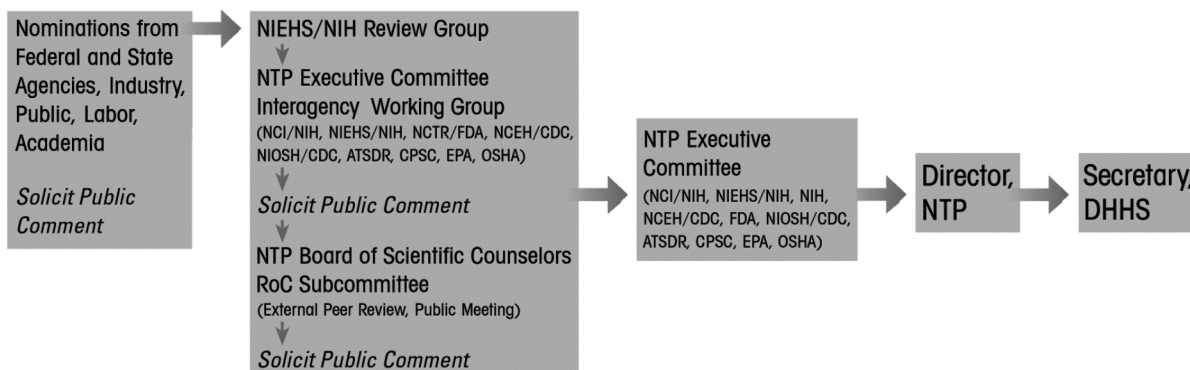 Nominations from
Federal and State
Agencies, Industry,
Public, Labor,
Academia
Solicit Public
Comment
NIEHS/NIH Review Group
NTP Executive Committee
Interagency Working Group
(NCI/NIH, NIEHS/NIH, NCTR/FDA, NCEH/CDC,
NIOSH/CDC, ATSDR, CPSC, EPA, OSHA)
Solicit Public Comment
NTP Board of Scientific Counselors
RoC Subcommittee
(External Peer Review, Public Meeting)
Solicit Public Comment
NTP Executive
Committee
(NCI/NIH, NIEHS/NIH, NIH,
NCEH/CDC, FDA, NIOSH/CDC,
ATSDR, CPSC, EPA, OSHA)
Director,
NTP
Secretary,
DHHS